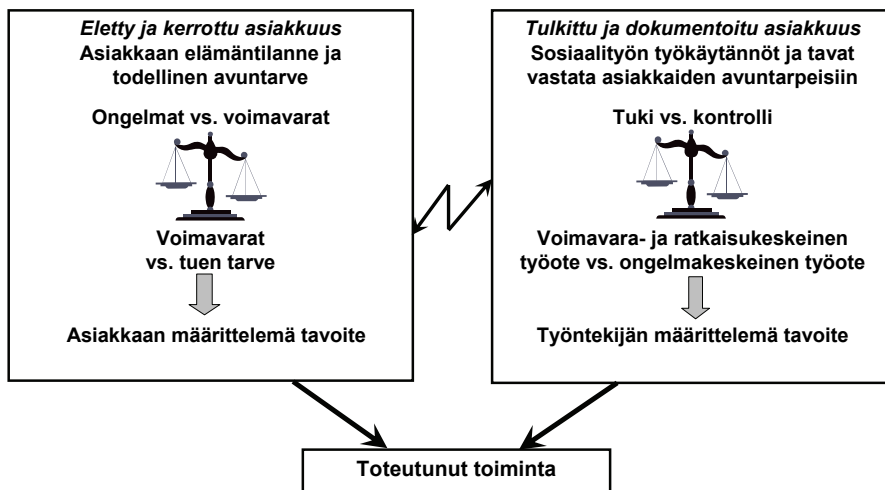 Eletty ja kerrottu asiakkuus
Asiakkaan elämäntilanne ja
todellinen avuntarve
Ongelmat vs. voimavarat
Voimavarat
vs. tuen tarve
Asiakkaan määrittelemä tavoite
Tulkittu ja dokumentoitu asiakkuus
Sosiaalityön työkäytännöt ja tavat
vastata asiakkaiden avuntarpeisiin
Tuki vs. kontrolli
Voimavara- ja ratkaisukeskeinen
työote vs. ongelmakeskeinen työote
Työntekijän määrittelemä tavoite
Toteutunut toiminta